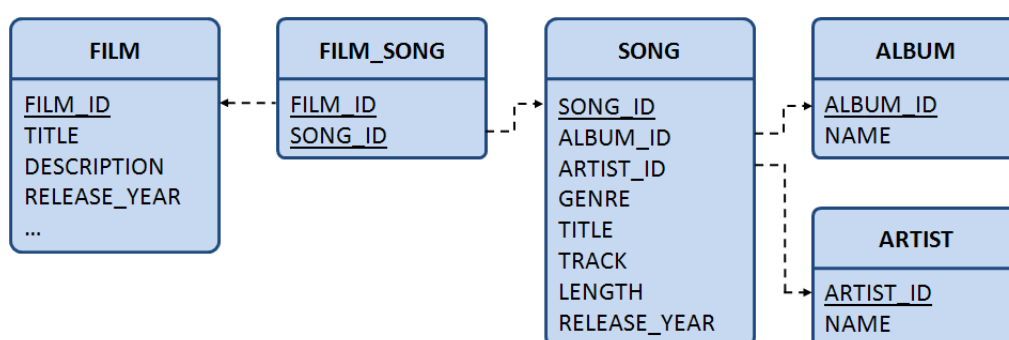 FILM
FILM_ID
TITLE
DESCRIPTION
RELEASE_YEAR
...
FILM_SONG
FILM_ID
SONG_ID
SONG
SONG_ID
ALBUM_ID
ARTIST_ID
GENRE
TITLE
TRACK
LENGTH
RELEASE_YEAR
ALBUM
ALBUM_ID
NAME
ARTIST
ARTIST_ID
NAME